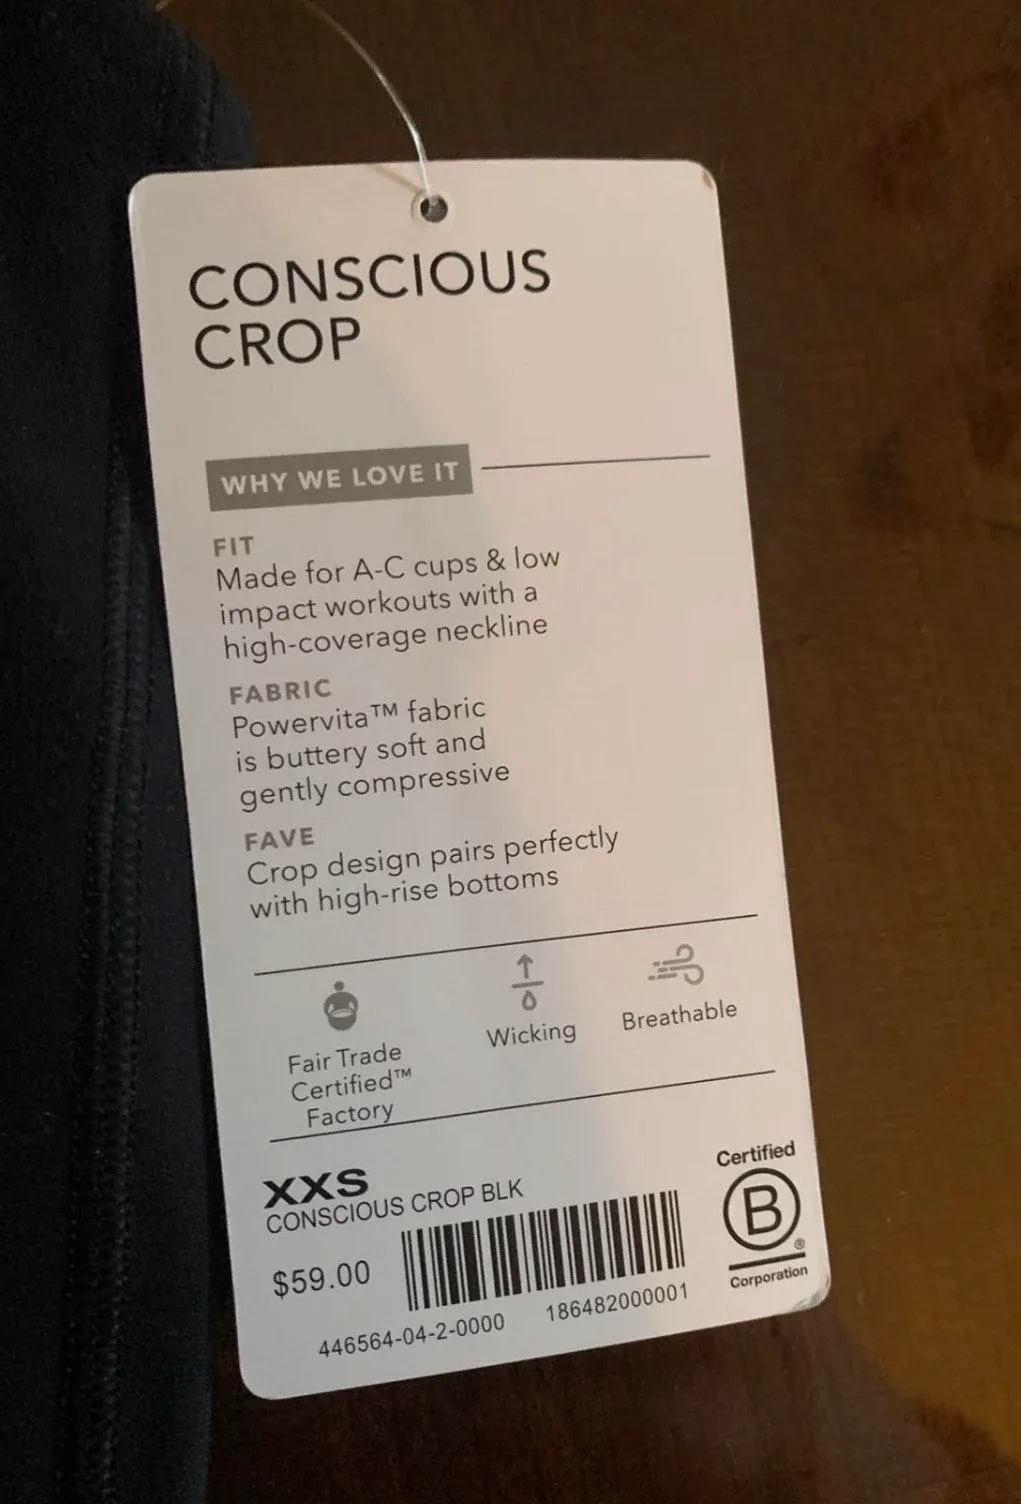 CONSCIOUS
CROP
WHY WE LOVE IT
FIT
Made for A-C cups & low
impact workouts with a
high-coverage neckline
FABRIC
Powervita™ fabric
is buttery soft and
gently compressive
FAVE
Crop design pairs perfectly
with high-rise bottoms
Fair Trade
Certified™
Factory
Wicking
Breathable
XXS
CONSCIOUS CROP BLK
$59.00
446564-04-2-0000
186482000001
Certified
B
®
Corporation